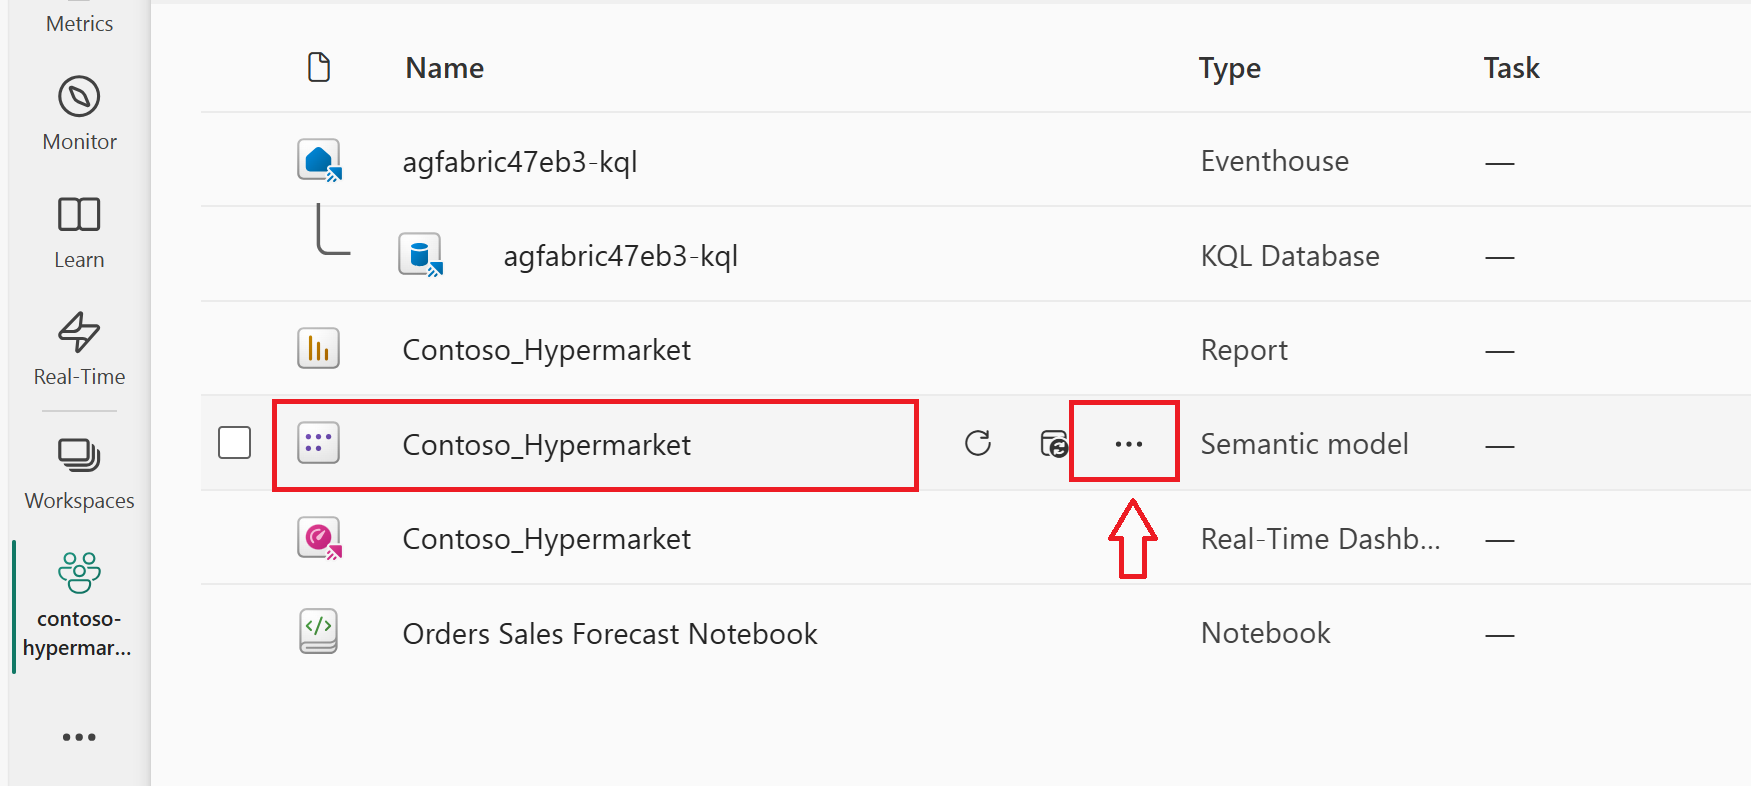 Metrics
Monitor
Learn
Real-Time
Workspaces
contoso-
hypermar...
Name Type Task
agfabric47eb3-kql Eventhouse —
agfabric47eb3-kql KQL Database —
Contoso_Hypermarket Report —
Contoso_Hypermarket Semantic model —
Contoso_Hypermarket Real-Time Dashb... —
Orders Sales Forecast Notebook Notebook —